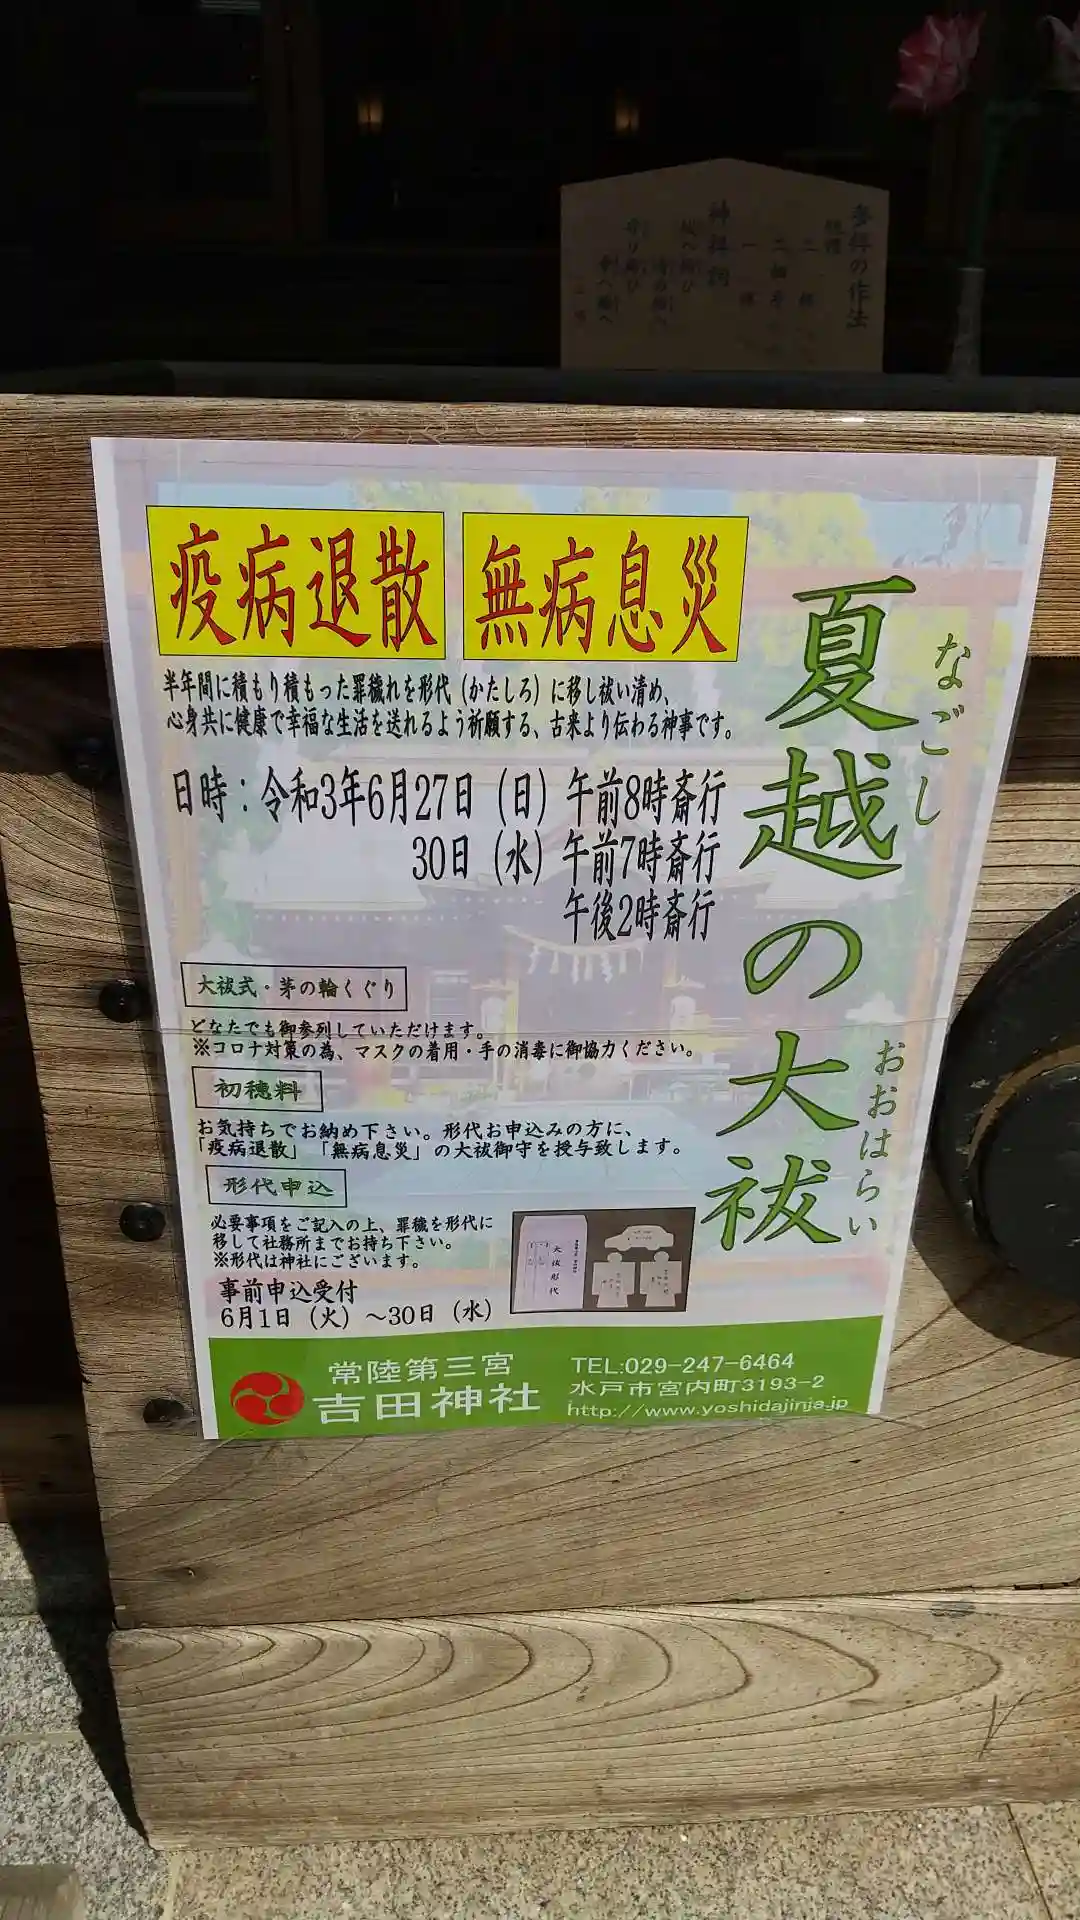 参拝の作法
神拝詞
夏越の大祓
なごし
おおはらい
疫病退散
無病息災
半年間に積もり積もった罪穢れを形代（かたしろ）に移し祓い清め、
心身共に健康で幸福な生活を送れるよう祈願する、古来より伝わる神事です。
日時：令和3年6月27日（日）午前8時斎行
30日（水）午前7時斎行
午後2時斎行
大祓式・茅の輪くぐり
どなたでも御参列していただけます。
※コロナ対策の為、マスクの着用・手の消毒に御協力ください。
初穂料
お気持ちでお納め下さい。形代お申込みの方に、
「疫病退散」「無病息災」の大祓御守を授与致します。
形代申込
必要事項をご記入の上、罪穢を形代に
移して社務所までお持ち下さい。
※形代は神社にございます。
大祓形代
事前申込受付
6月1日（火）～30日（水）
常陸第三宮
吉田神社
TEL:029-247-6464
水戸市宮内町3193-2
http://www.yoshidajinja.jp